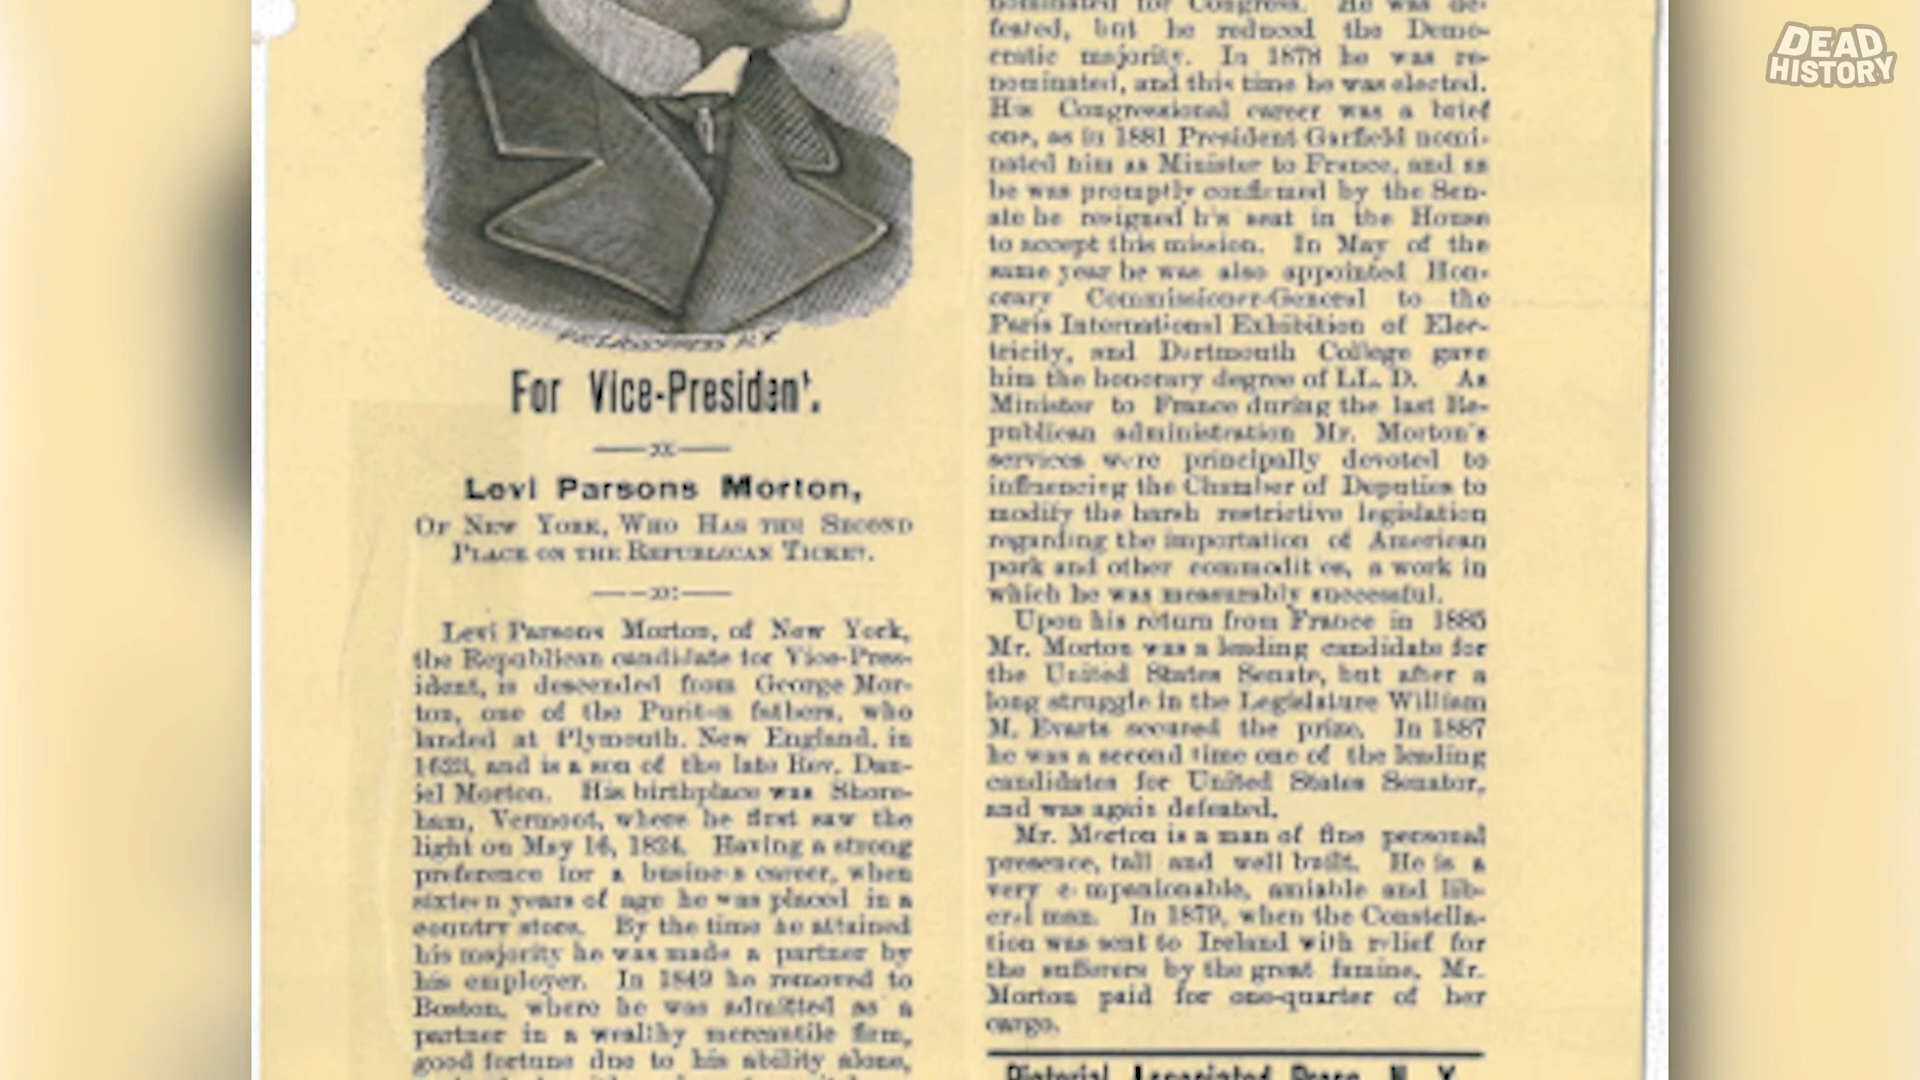 For Vice-President.
Levi Parsons Morton,
OF NEW YORK, WHO HAS THE SECOND
PLACE ON THE REPUBLICAN TICKET.
Levi Parsons Morton, of New York,
the Republican candidate for Vice-Pres-
ident, is descended from George Mor-
ton, one of the Puritan fathers, who
landed at Plymouth, New England, in
1623, and is a son of the late Rev. Dan-
iel Morton. His birthplace was Shore-
ham, Vermont, where he first saw the
light on May 16, 1824. Having a strong
preference for a business career, when
sixteen years of age he was placed in a
country store. By the time he attained
his majority he was made a partner by
his employer. In 1849 he removed to
Boston, where he was admitted as a
partner in a wealthy mercantile firm,
good fortune due to his ability alone,
nominated for Congress. He was de-
feated, but he reduced the Demo-
cratic majority. In 1878 he was re-
nominated, and this time he was elected.
His Congressional career was a brief
one, as in 1881 President Garfield nomi-
nated him as Minister to France, and as
he was promptly confirmed by the Sen-
ate he resigned his seat in the House
to accept this mission. In May of the
same year he was also appointed Hon-
orary Commissioner-General to the
Paris International Exhibition of Elec-
tricity, and Dartmouth College gave
him the honorary degree of LL. D. As
Minister to France during the last Re-
publican administration Mr. Morton's
services were principally devoted to
influencing the Chamber of Deputies to
modify the harsh restrictive legislation
regarding the importation of American
pork and other commodities, a work in
which he was measurably successful.
Upon his return from France in 1885
Mr. Morton was a leading candidate for
the United States Senate, but after a
long struggle in the Legislature William
M. Evarts secured the prize. In 1887
he was a second time one of the leading
candidates for United States Senator,
and was again defeated.
Mr. Morton is a man of fine personal
presence, tall and well built. He is a
very companionable, amiable and lib-
eral man. In 1879, when the Constella-
tion was sent to Ireland with relief for
the sufferers by the great famine, Mr.
Morton paid for one-quarter of her
cargo.
Pictorial Associated Press, N. Y.
DEAD
HISTORY